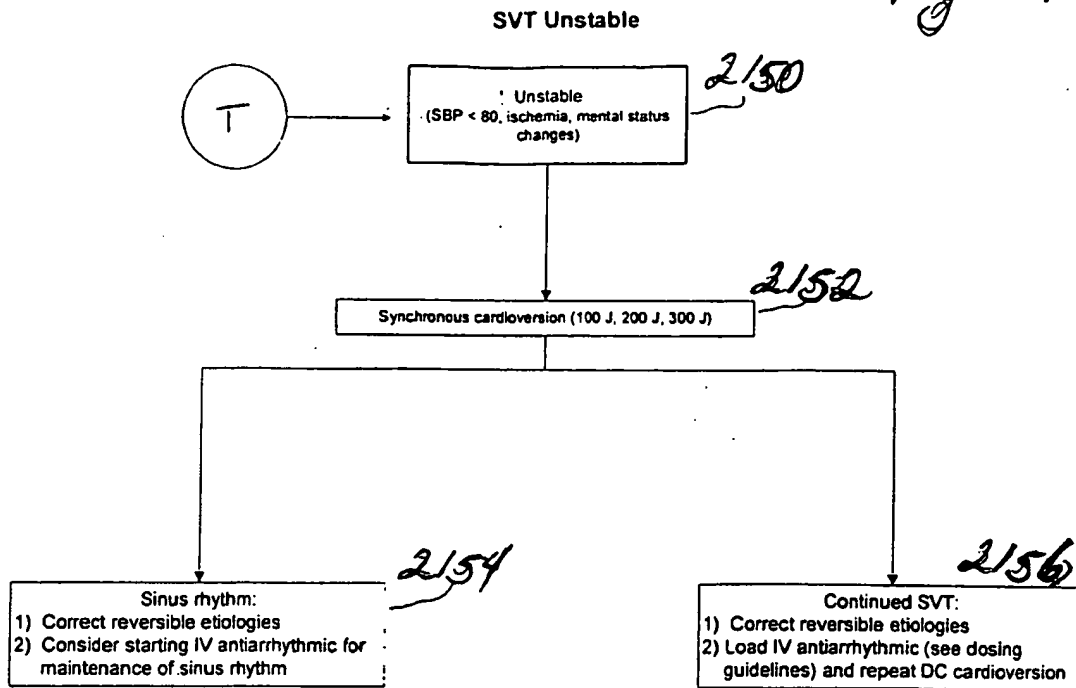 SVT Unstable
T
2150
Unstable
(SBP < 80, ischemia, mental status
changes)
2152
Synchronous cardioversion (100 J, 200 J, 300 J)
2154
Sinus rhythm:
1) Correct reversible etiologies
2) Consider starting IV antiarrhythmic for
maintenance of sinus rhythm
2156
Continued SVT:
1) Correct reversible etiologies
2) Load IV antiarrhythmic (see dosing
guidelines) and repeat DC cardioversion